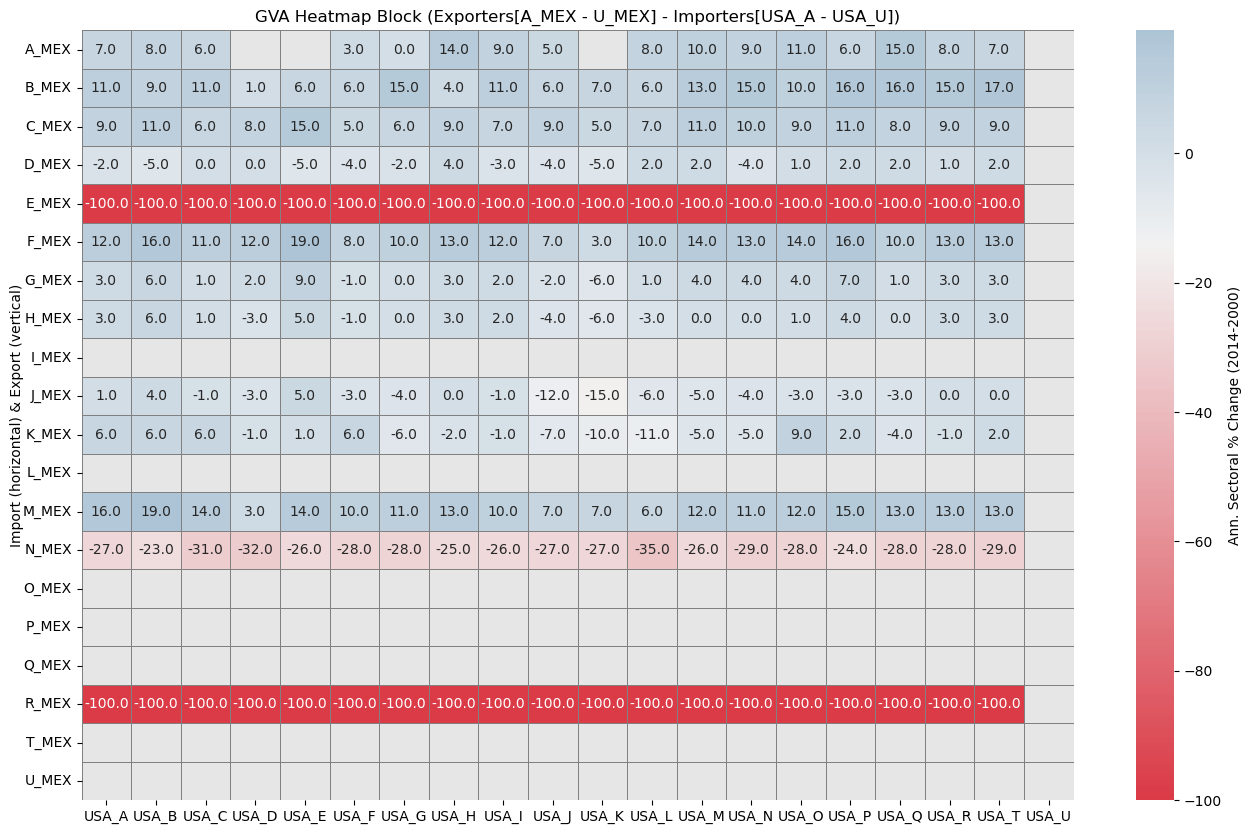 GVA Heatmap Block (Exporters[A_MEX - U_MEX] - Importers[USA_A - USA_U])
Import (horizontal) & Export (vertical)
A_MEX 7.0 8.0 6.0 3.0 0.0 14.0 9.0 5.0 8.0 10.0 9.0 11.0 6.0 15.0 8.0 7.0
B_MEX 11.0 9.0 11.0 1.0 6.0 6.0 15.0 4.0 11.0 6.0 7.0 6.0 13.0 15.0 10.0 16.0 16.0 15.0 17.0
C_MEX 9.0 11.0 6.0 8.0 15.0 5.0 6.0 9.0 7.0 9.0 5.0 7.0 11.0 10.0 9.0 11.0 8.0 9.0 9.0
D_MEX -2.0 -5.0 0.0 0.0 -5.0 -4.0 -2.0 4.0 -3.0 -4.0 -5.0 2.0 2.0 -4.0 1.0 2.0 2.0 1.0 2.0
E_MEX -100.0 -100.0 -100.0 -100.0 -100.0 -100.0 -100.0 -100.0 -100.0 -100.0 -100.0 -100.0 -100.0 -100.0 -100.0 -100.0 -100.0 -100.0 -100.0
F_MEX 12.0 16.0 11.0 12.0 19.0 8.0 10.0 13.0 12.0 7.0 3.0 10.0 14.0 13.0 14.0 16.0 10.0 13.0 13.0
G_MEX 3.0 6.0 1.0 2.0 9.0 -1.0 0.0 3.0 2.0 -2.0 -6.0 1.0 4.0 4.0 4.0 7.0 1.0 3.0 3.0
H_MEX 3.0 6.0 1.0 -3.0 5.0 -1.0 0.0 3.0 2.0 -4.0 -6.0 -3.0 0.0 0.0 1.0 4.0 0.0 3.0 3.0
I_MEX
J_MEX 1.0 4.0 -1.0 -3.0 5.0 -3.0 -4.0 0.0 -1.0 -12.0 -15.0 -6.0 -5.0 -4.0 -3.0 -3.0 -3.0 0.0 0.0
K_MEX 6.0 6.0 6.0 -1.0 1.0 6.0 -6.0 -2.0 -1.0 -7.0 -10.0 -11.0 -5.0 -5.0 9.0 2.0 -4.0 -1.0 2.0
L_MEX
M_MEX 16.0 19.0 14.0 3.0 14.0 10.0 11.0 13.0 10.0 7.0 7.0 6.0 12.0 11.0 12.0 15.0 13.0 13.0 13.0
N_MEX -27.0 -23.0 -31.0 -32.0 -26.0 -28.0 -28.0 -25.0 -26.0 -27.0 -27.0 -35.0 -26.0 -29.0 -28.0 -24.0 -28.0 -28.0 -29.0
O_MEX
P_MEX
Q_MEX
R_MEX -100.0 -100.0 -100.0 -100.0 -100.0 -100.0 -100.0 -100.0 -100.0 -100.0 -100.0 -100.0 -100.0 -100.0 -100.0 -100.0 -100.0 -100.0 -100.0
T_MEX
U_MEX
USA_A USA_B USA_C USA_D USA_E USA_F USA_G USA_H USA_I USA_J USA_K USA_L USA_M USA_N USA_O USA_P USA_Q USA_R USA_T USA_U
0
−20
−40
−60
−80
−100
Ann. Sectoral % Change (2014-2000)